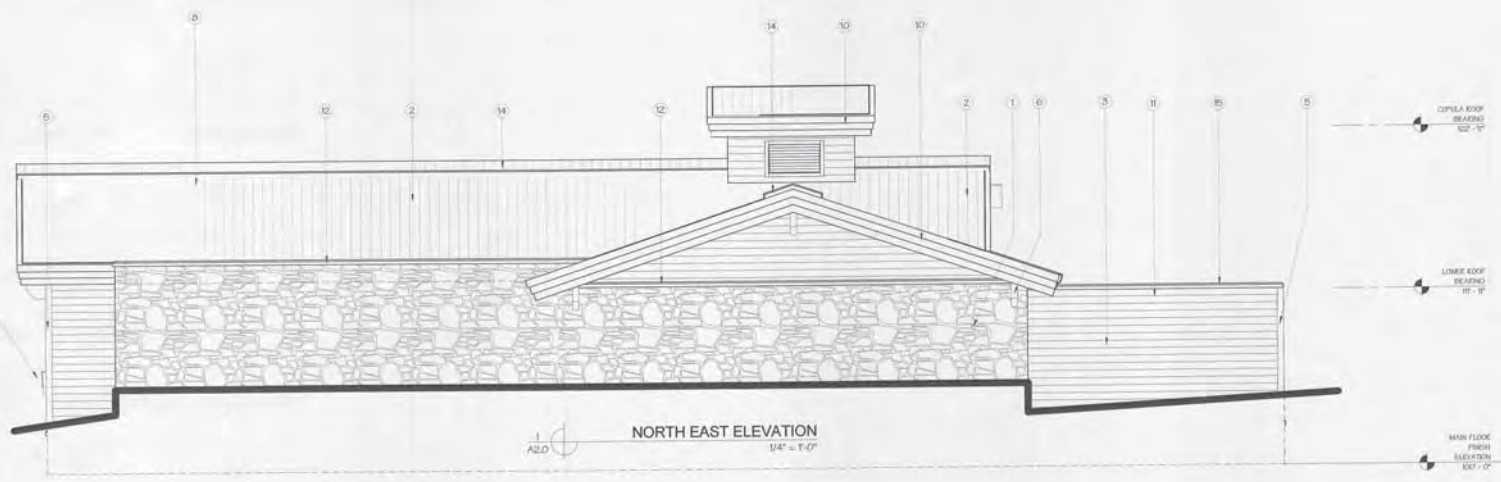 8
14
10
10
5
12
2
14
12
2
1
6
3
11
15
5
CUPULA ROOF
BEARING
LOWER ROOF
BEARING
NORTH EAST ELEVATION
1/4" = 1'-0"
1
A2.0
MAIN FLOOR
FINISH
ELEVATION
100' - 0"